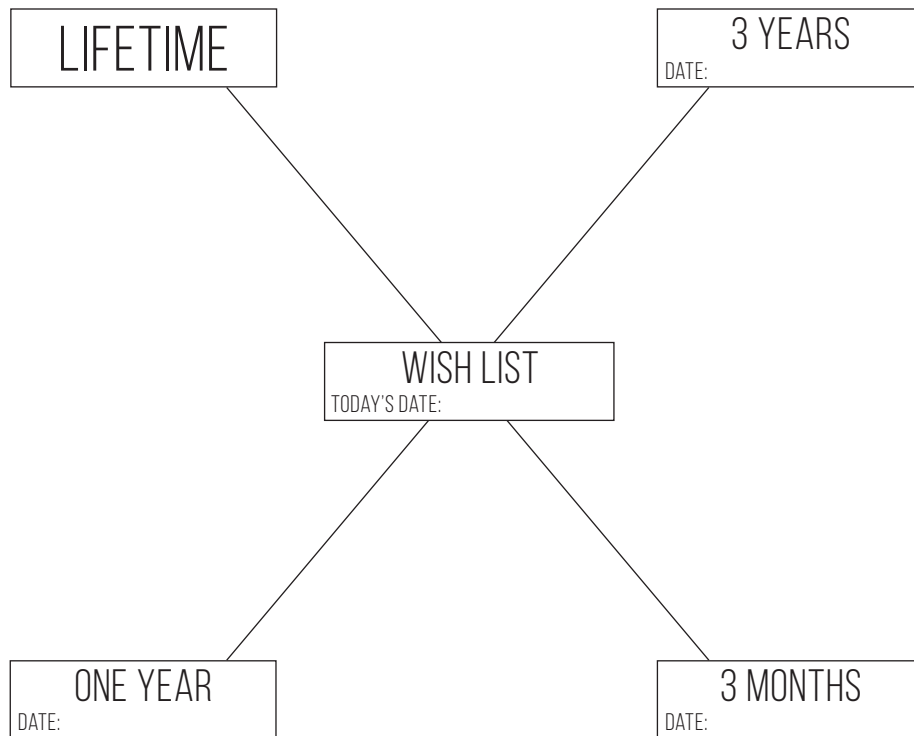 LIFETIME
3 YEARS
DATE:
WISH LIST
TODAY'S DATE:
ONE YEAR
DATE:
3 MONTHS
DATE: